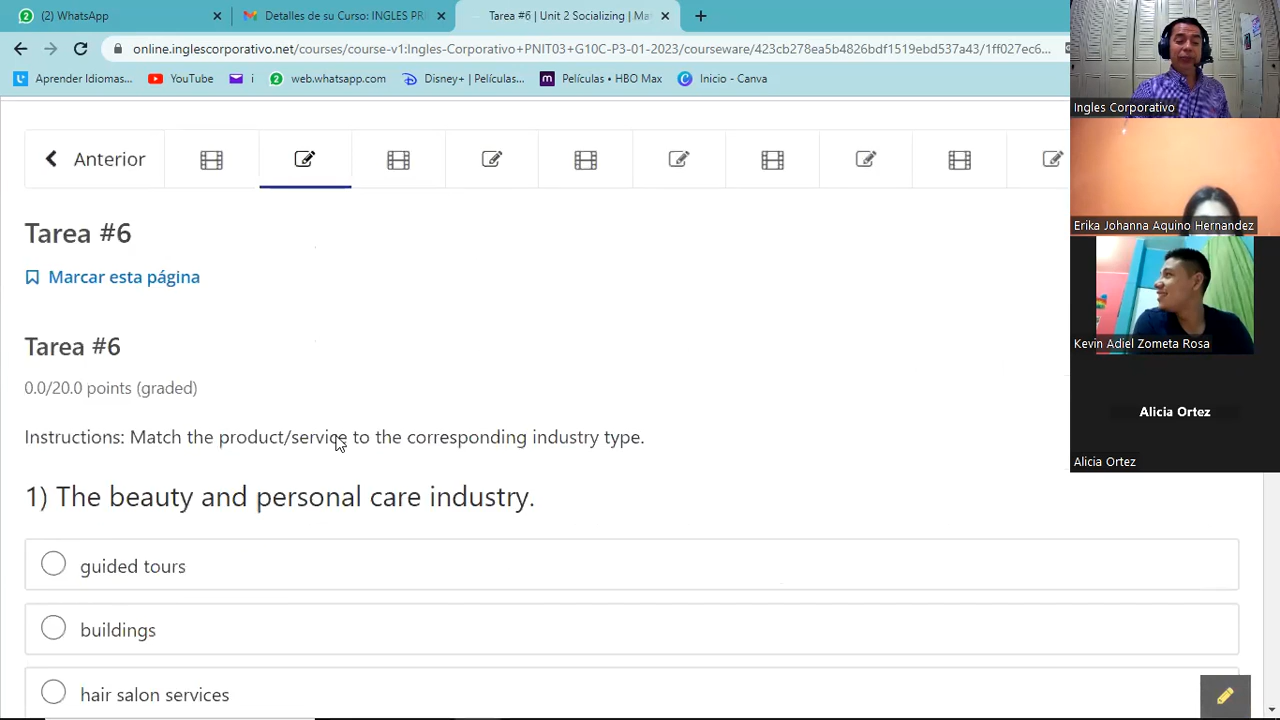 (2) WhatsApp
Detalles de su Curso: INGLES PR
Tarea #6 | Unit 2 Socializing | Ma
online.inglescorporativo.net/courses/course-v1:Ingles-Corporativo+PNIT03+G10C-P3-01-2023/courseware/
Aprender Idiomas...
YouTube
i
web.whatsapp.com
Disney+ | Películas...
Películas • HBO Max
Inicio - Canva
Ingles Corporativo
Anterior
Erika Johanna Aquino Hernandez
Tarea #6
Marcar esta página
Tarea #6
Kevin Adiel Zometa Rosa
0.0/20.0 points (graded)
Alicia Ortez
Instructions: Match the product/service to the corresponding industry type.
Alicia Ortez
1) The beauty and personal care industry.
guided tours
buildings
hair salon services